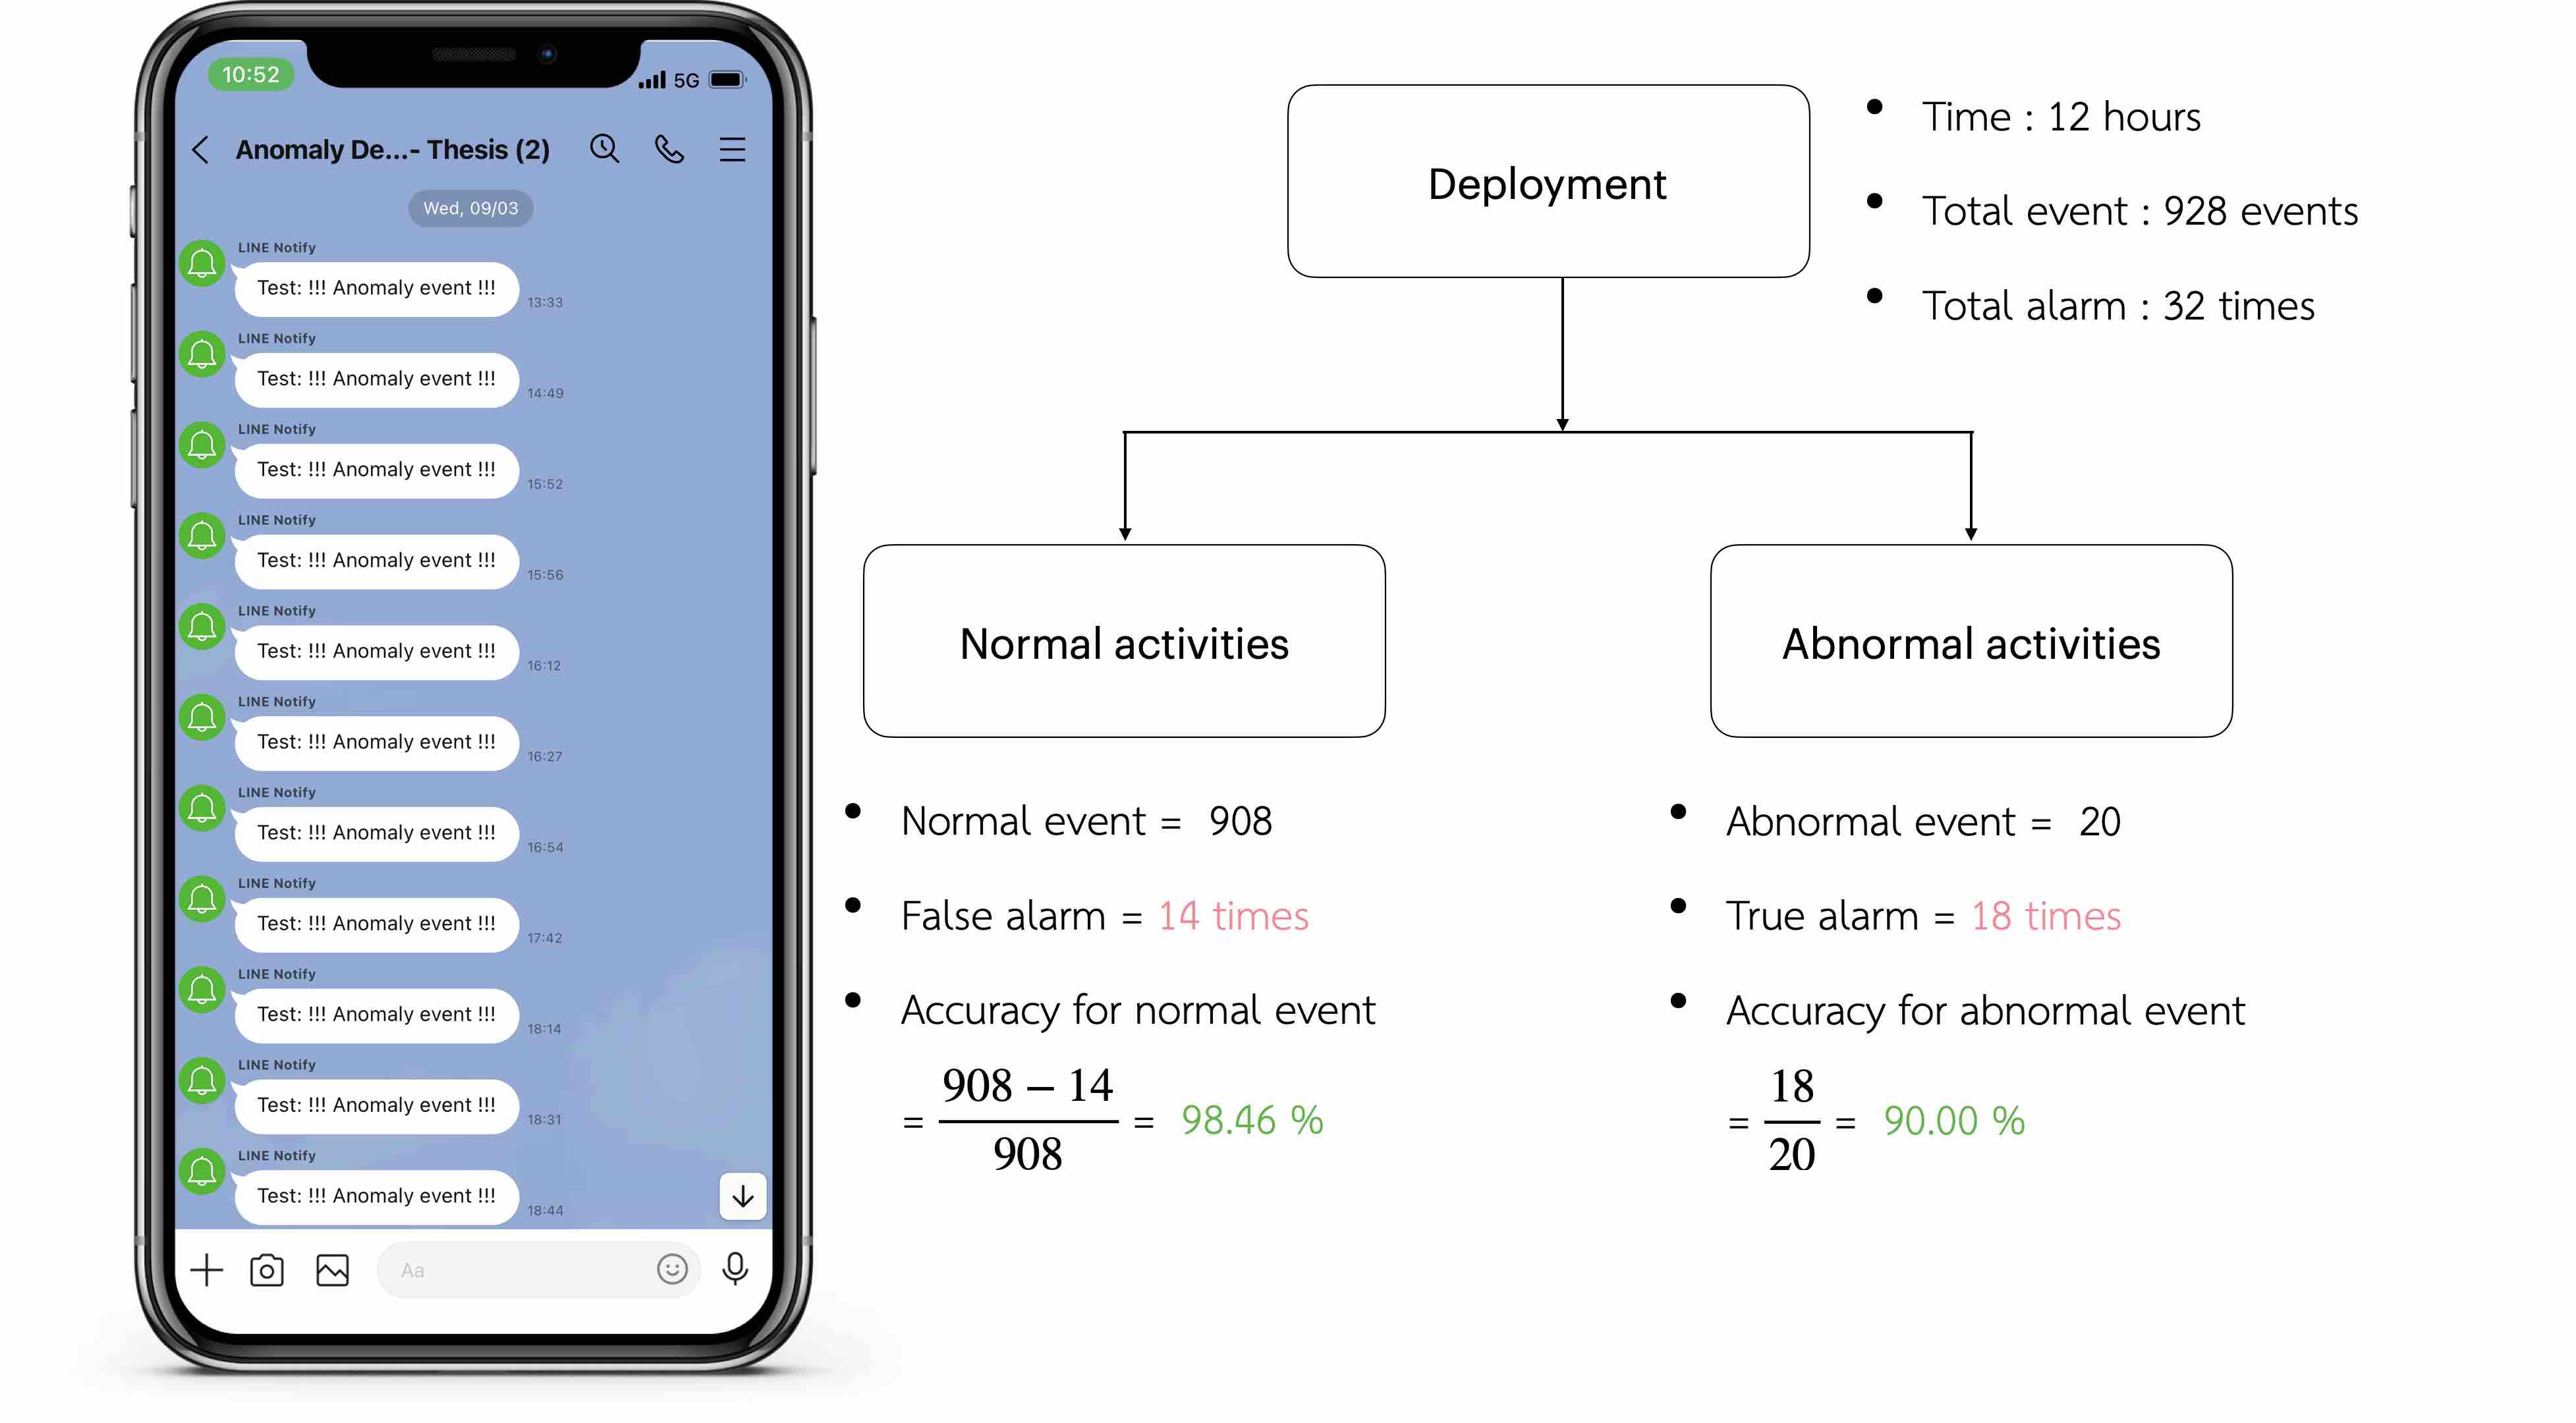 10:52
5G
Anomaly De...- Thesis (2)
Wed, 09/03
LINE Notify
Test: !!! Anomaly event !!!
13:33
LINE Notify
Test: !!! Anomaly event !!!
14:49
LINE Notify
Test: !!! Anomaly event !!!
15:52
LINE Notify
Test: !!! Anomaly event !!!
15:56
LINE Notify
Test: !!! Anomaly event !!!
16:12
LINE Notify
Test: !!! Anomaly event !!!
16:27
LINE Notify
Test: !!! Anomaly event !!!
16:54
LINE Notify
Test: !!! Anomaly event !!!
17:42
LINE Notify
Test: !!! Anomaly event !!!
18:14
LINE Notify
Test: !!! Anomaly event !!!
18:31
LINE Notify
Test: !!! Anomaly event !!!
18:44
Aa
Deployment
• Time : 12 hours
• Total event : 928 events
• Total alarm : 32 times
Normal activities
• Normal event = 908
• False alarm = 14 times
• Accuracy for normal event
= (908 − 14) / 908 = 98.46 %
Abnormal activities
• Abnormal event = 20
• True alarm = 18 times
• Accuracy for abnormal event
= 18 / 20 = 90.00 %